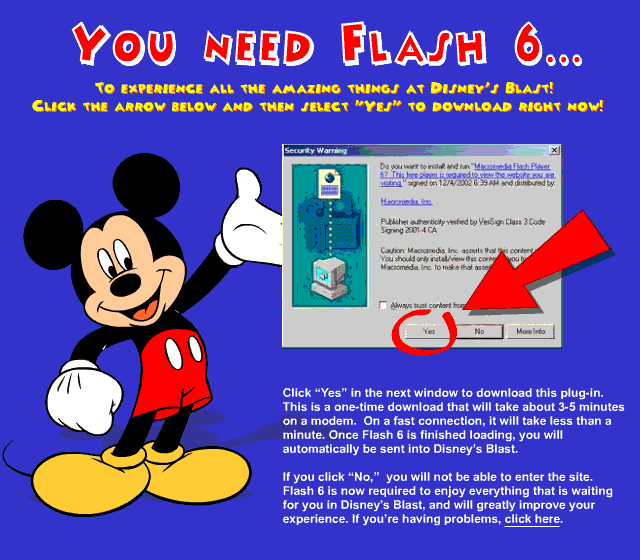 You need Flash 6...
To experience all the amazing things at Disney's Blast!
Click the arrow below and then select "Yes" to download right now!
Security Warning
Do you want to install and run "Macromedia Flash Player
6? This free player is required to view the website you are
visiting." signed on 12/4/2002 6:39 AM and distributed by:
Macromedia, Inc.
Publisher authenticity verified by VeriSign Class 3 Code
Signing 2001-4 CA
Caution: Macromedia, Inc. asserts that this content
You should only install/view this content
Macromedia, Inc. to make that
Always trust content
Yes No More Info
Click “Yes” in the next window to download this plug-in.
This is a one-time download that will take about 3-5 minutes
on a modem. On a fast connection, it will take less than a
minute. Once Flash 6 is finished loading, you will
automatically be sent into Disney’s Blast.
If you click “No,” you will not be able to enter the site.
Flash 6 is now required to enjoy everything that is waiting
for you in Disney’s Blast, and will greatly improve your
experience. If you’re having problems, click here.